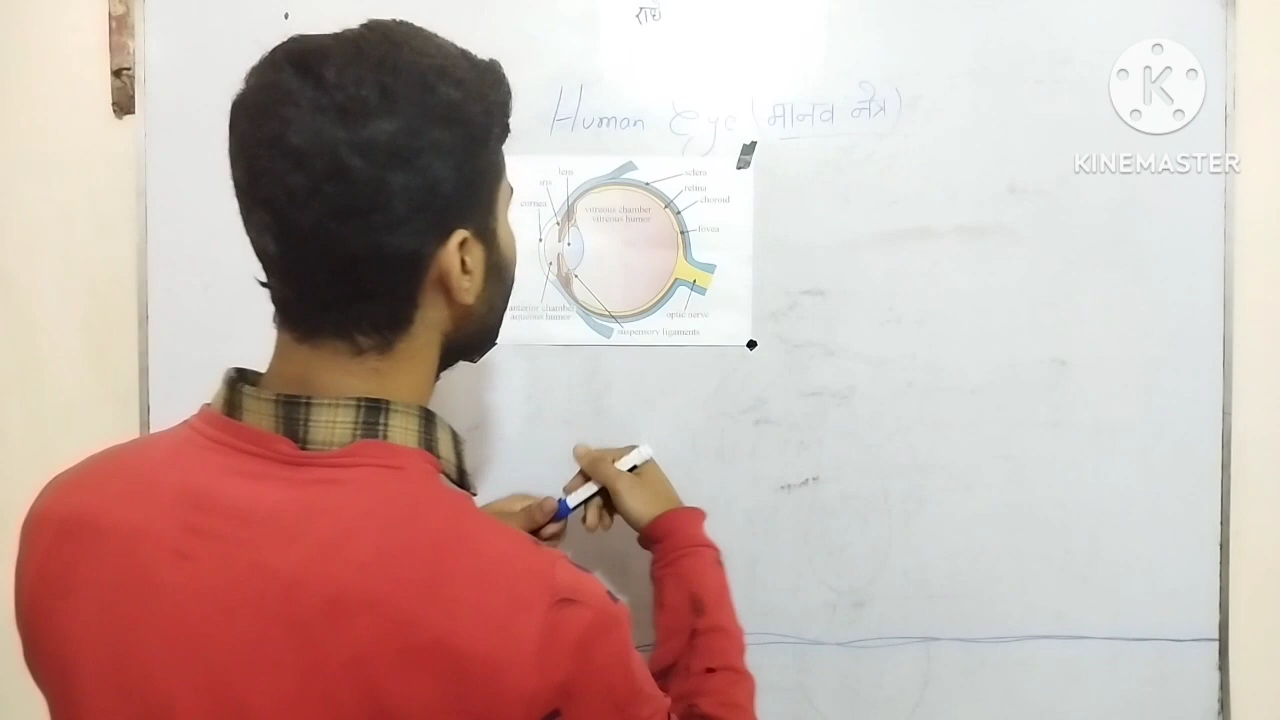 राधे
Human Eye (मानव नेत्र)
K
KINEMASTER
lens
sclera
iris
retina
cornea
choroid
vitreous chamber
vitreous humor
fovea
anterior chamber
aqueous humor
optic nerve
suspensory ligaments